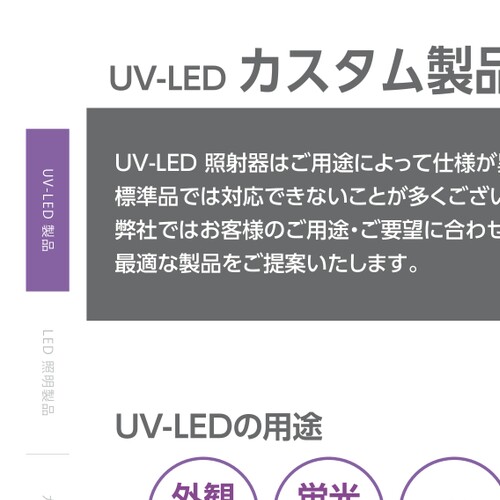 UV-LED カスタム製品
UV-LED 照射器はご用途によって仕様が
標準品では対応できないことが多くござい
弊社ではお客様のご用途・ご要望に合わせ
最適な製品をご提案いたします。
UV-LED 製品
LED 照明製品
UV-LEDの用途
外観
蛍光